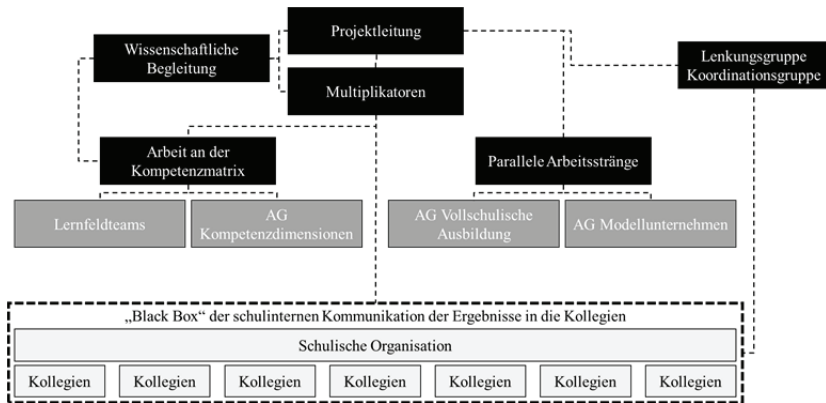 Projektleitung
Wissenschaftliche
Begleitung
Lenkungsgruppe
Koordinationsgruppe
Multiplikatoren
Arbeit an der
Kompetenzmatrix
Parallele Arbeitsstränge
Lernfeldteams
AG
Kompetenzdimensionen
AG Vollschulische
Ausbildung
AG Modellunternehmen
„Black Box“ der schulinternen Kommunikation der Ergebnisse in die Kollegien
Schulische Organisation
Kollegien Kollegien Kollegien Kollegien Kollegien Kollegien Kollegien